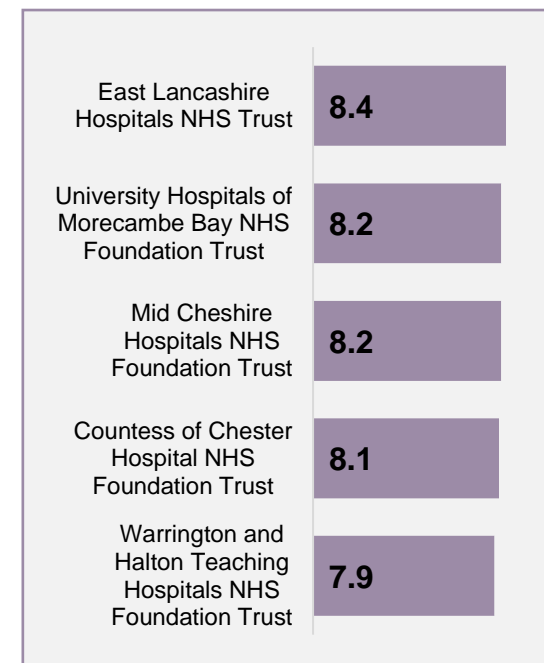 East Lancashire
Hospitals NHS Trust
8.4
University Hospitals of
Morecambe Bay NHS
Foundation Trust
8.2
Mid Cheshire
Hospitals NHS
Foundation Trust
8.2
Countess of Chester
Hospital NHS
Foundation Trust
8.1
Warrington and
Halton Teaching
Hospitals NHS
Foundation Trust
7.9